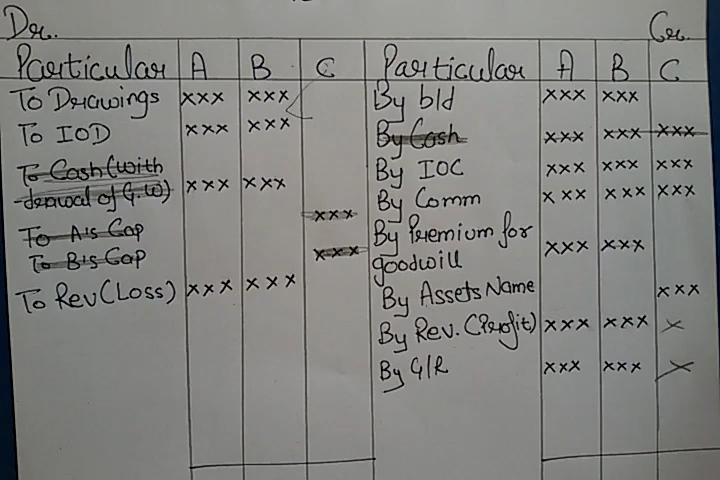 Dr. Cr.
Particular A B C Particular A B C
To Drawings xxx xxx By b/d xxx xxx
To IOD xxx xxx By Cash xxx xxx xxx
To Cash (with
drawal of G.W) xxx xxx By IOC xxx xxx xxx
By Comm xxx xxx xxx
xxx
To A's Cap By Premium for
To B's Cap xxx goodwill xxx xxx
To Rev (Loss) xxx xxx By Assets Name xxx
By Rev. (Profit) xxx xxx x
By G/R xxx xxx x